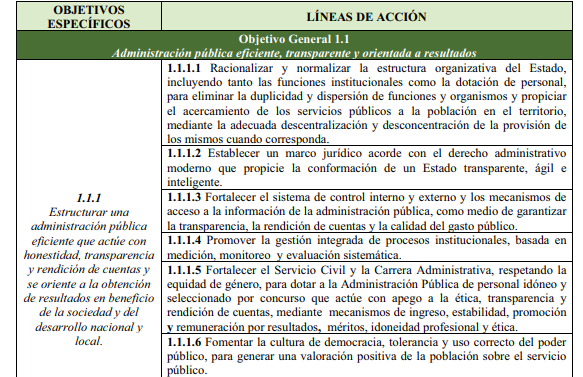 OBJETIVOS
ESPECÍFICOS
LÍNEAS DE ACCIÓN
Objetivo General 1.1
Administración pública eficiente, transparente y orientada a resultados
1.1.1
Estructurar una
administración pública
eficiente que actúe con
honestidad, transparencia
y rendición de cuentas y
se oriente a la obtención
de resultados en beneficio
de la sociedad y del
desarrollo nacional y
local.
1.1.1.1 Racionalizar y normalizar la estructura organizativa del Estado,
incluyendo tanto las funciones institucionales como la dotación de personal,
para eliminar la duplicidad y dispersión de funciones y organismos y propiciar
el acercamiento de los servicios públicos a la población en el territorio,
mediante la adecuada descentralización y desconcentración de la provisión de
los mismos cuando corresponda.
1.1.1.2 Establecer un marco jurídico acorde con el derecho administrativo
moderno que propicie la conformación de un Estado transparente, ágil e
inteligente.
1.1.1.3 Fortalecer el sistema de control interno y externo y los mecanismos de
acceso a la información de la administración pública, como medio de garantizar
la transparencia, la rendición de cuentas y la calidad del gasto público.
1.1.1.4 Promover la gestión integrada de procesos institucionales, basada en
medición, monitoreo y evaluación sistemática.
1.1.1.5 Fortalecer el Servicio Civil y la Carrera Administrativa, respetando la
equidad de género, para dotar a la Administración Pública de personal idóneo y
seleccionado por concurso que actúe con apego a la ética, transparencia y
rendición de cuentas, mediante mecanismos de ingreso, estabilidad, promoción
y remuneración por resultados, méritos, idoneidad profesional y ética.
1.1.1.6 Fomentar la cultura de democracia, tolerancia y uso correcto del poder
público, para generar una valoración positiva de la población sobre el servicio
público.